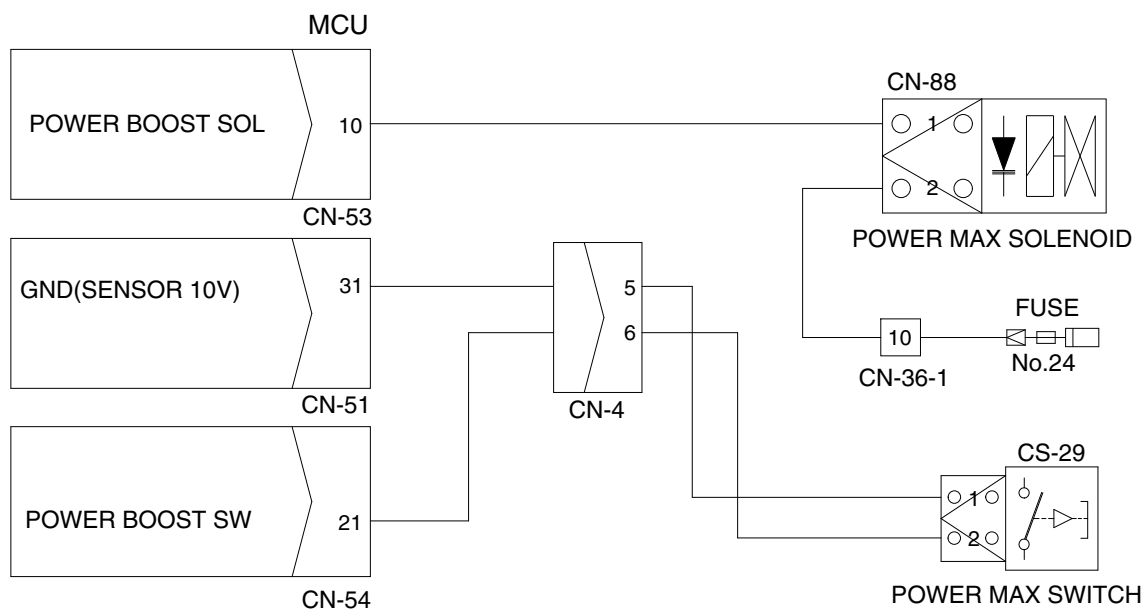 MCU
POWER BOOST SOL
10
CN-53
CN-88
1
2
POWER MAX SOLENOID
GND(SENSOR 10V)
31
CN-51
5
6
CN-4
10
CN-36-1
FUSE
No.24
POWER BOOST SW
21
CN-54
CS-29
1
2
POWER MAX SWITCH